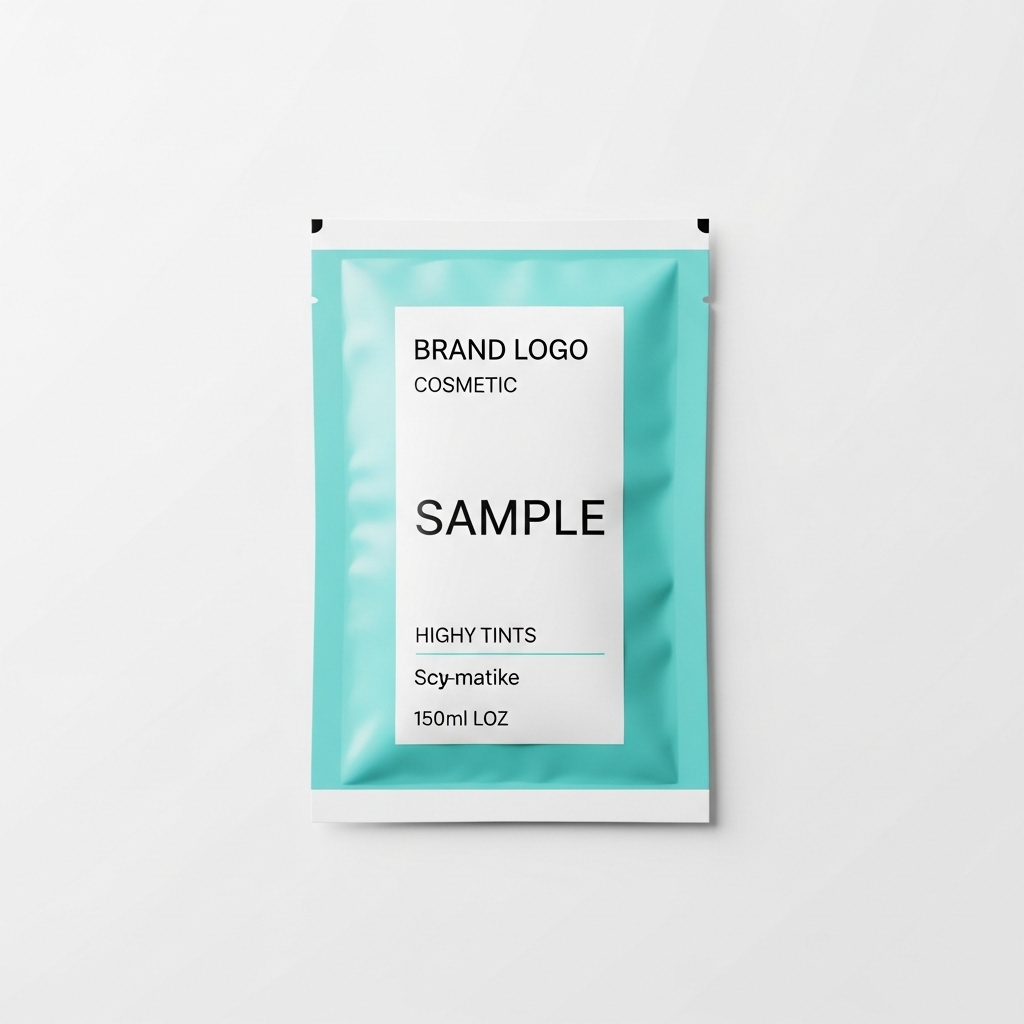 BRAND LOGO
COSMETIC
SAMPLE
HIGHY TINTS
Scy-matike
150ml LOZ